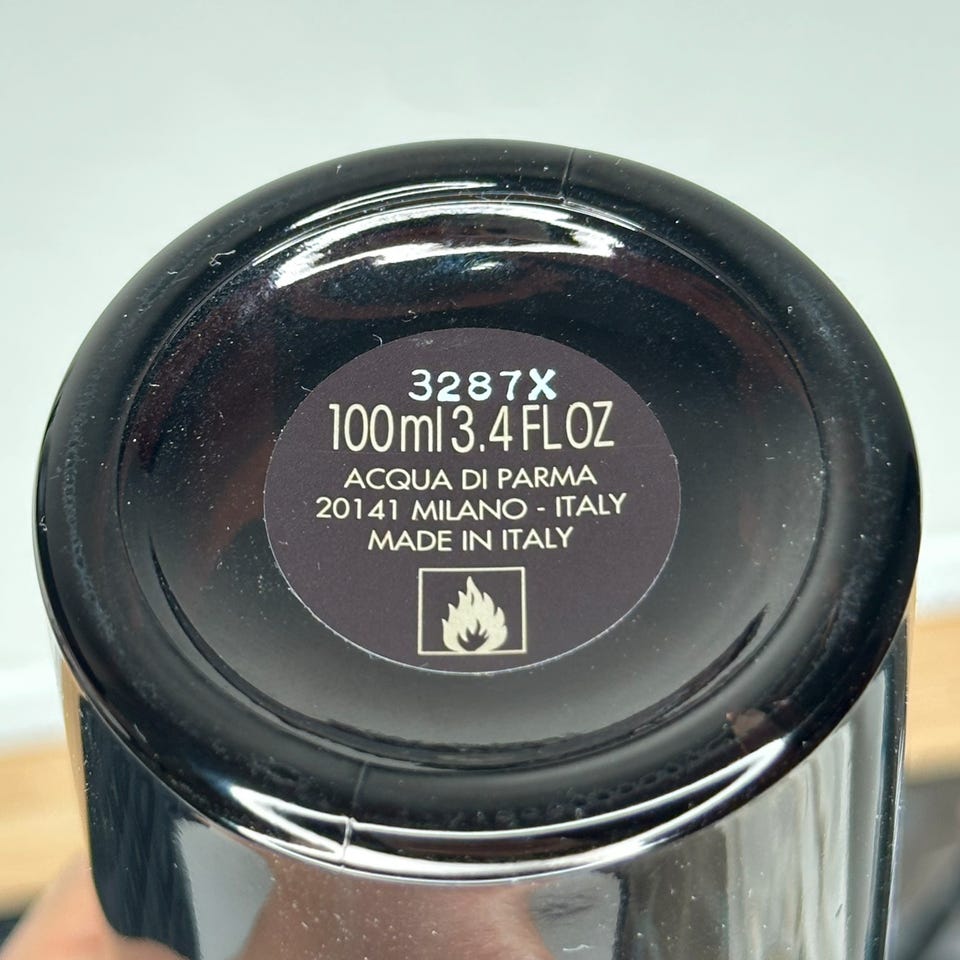 3287X
100ml 3.4 FL OZ
ACQUA DI PARMA
20141 MILANO - ITALY
MADE IN ITALY